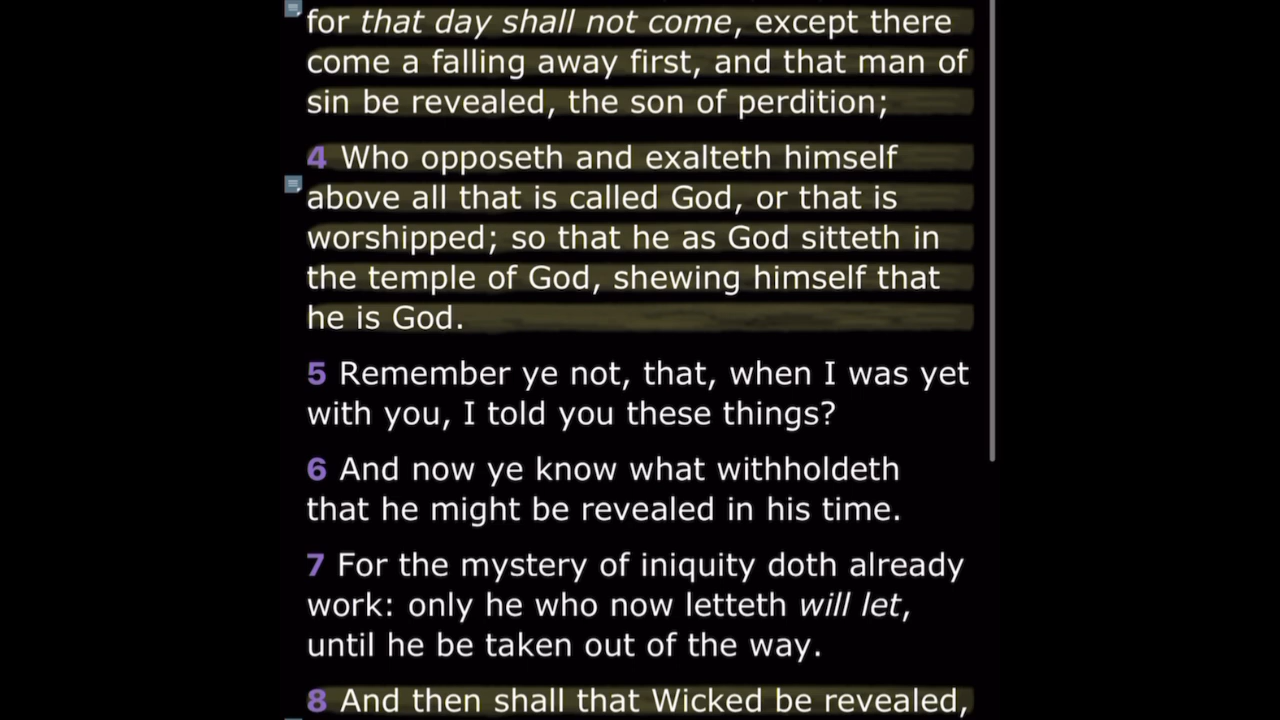 for that day shall not come, except there
come a falling away first, and that man of
sin be revealed, the son of perdition;
4 Who opposeth and exalteth himself
above all that is called God, or that is
worshipped; so that he as God sitteth in
the temple of God, shewing himself that
he is God.
5 Remember ye not, that, when I was yet
with you, I told you these things?
6 And now ye know what withholdeth
that he might be revealed in his time.
7 For the mystery of iniquity doth already
work: only he who now letteth will let,
until he be taken out of the way.
8 And then shall that Wicked be revealed,